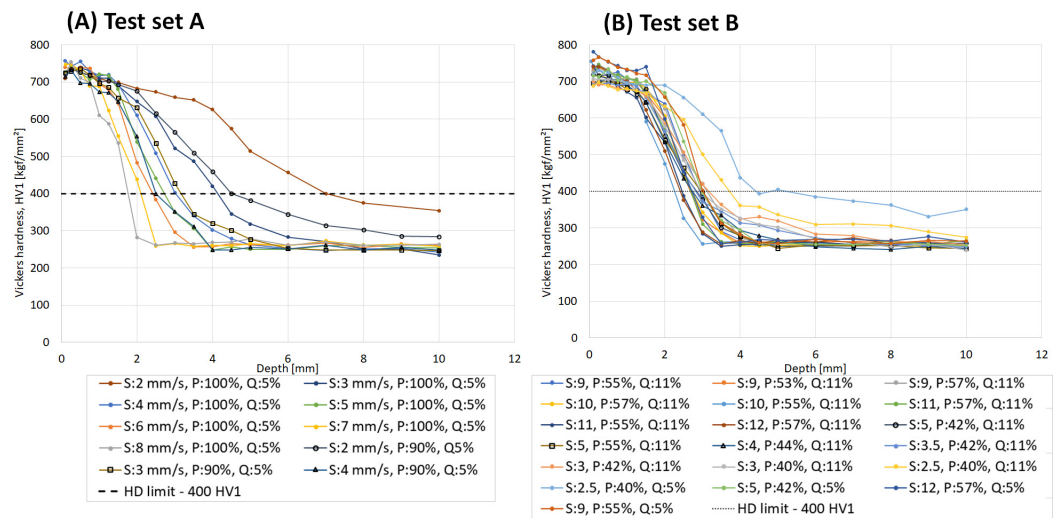 (A) Test set A
(B) Test set B
Vickers hardness, HV1 [kgf/mm²]
800
700
600
500
400
300
200
100
0
0 2 4 6 8 10 12
Depth [mm]
S:2 mm/s, P:100%, Q:5% S:3 mm/s, P:100%, Q:5%
S:4 mm/s, P:100%, Q:5% S:5 mm/s, P:100%, Q:5%
S:6 mm/s, P:100%, Q:5% S:7 mm/s, P:100%, Q:5%
S:8 mm/s, P:100%, Q:5% S:2 mm/s, P:90%, Q5%
S:3 mm/s, P:90%, Q:5% S:4 mm/s, P:90%, Q:5%
HD limit - 400 HV1
Vickers hardness, HV1 [kgf/mm²]
800
700
600
500
400
300
200
100
0
0 2 4 6 8 10 12
Depth [mm]
S:9, P:55%, Q:11% S:9, P:53%, Q:11% S:9, P:57%, Q:11%
S:10, P:57%, Q:11% S:10, P:55%, Q:11% S:11, P:57%, Q:11%
S:11, P:55%, Q:11% S:12, P:57%, Q:11% S:5, P:42%, Q:11%
S:5, P:55%, Q:11% S:4, P:44%, Q:11% S:3.5, P:42%, Q:11%
S:3, P:42%, Q:11% S:3, P:40%, Q:11% S:2.5, P:40%, Q:11%
S:2.5, P:40%, Q:5% S:5, P:42%, Q:5% S:12, P:57%, Q:5%
S:9, P:55%, Q:5% HD limit - 400 HV1